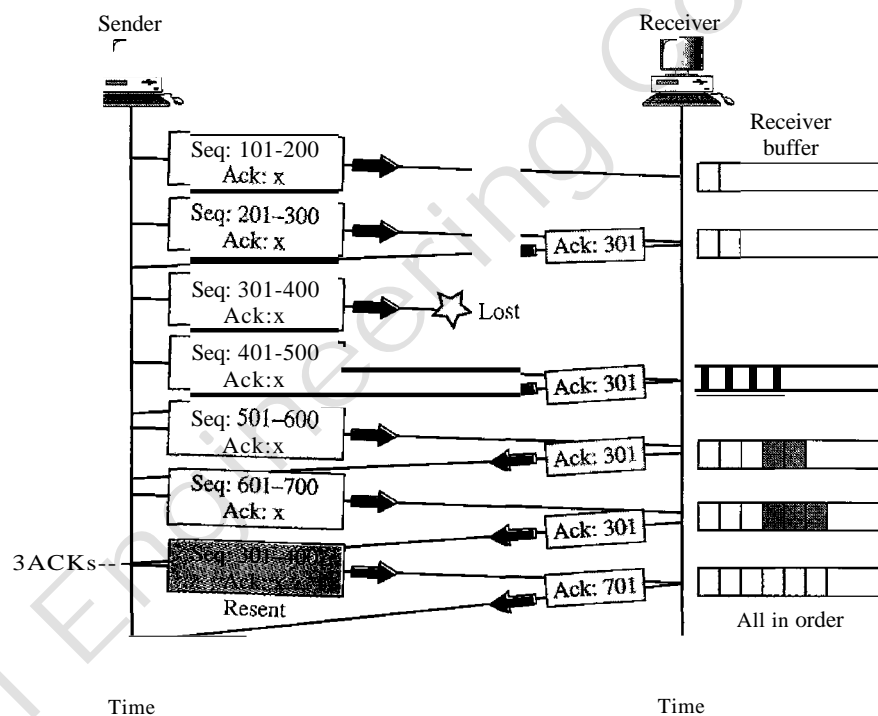 Sender
Receiver
Receiver
buffer
Seq: 101-200
Ack: x
Seq: 201–300
Ack: x
Ack: 301
Seq: 301-400
Ack:x
Lost
Seq: 401-500
Ack:x
Ack: 301
Seq: 501–600
Ack: x
Ack: 301
Seq: 601–700
Ack: x
Ack: 301
3ACKs--
Seq: 301–400
Ack: x
Ack: 701
Resent
All in order
Time
Time
Engineering